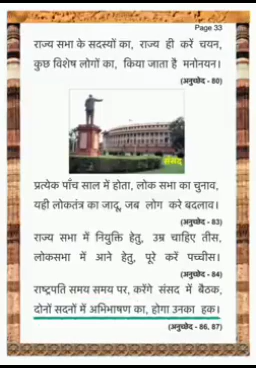 Page 33
राज्य सभा के सदस्यों का, राज्य ही करें चयन,
कुछ विशेष लोगों का, किया जाता है मनोनयन।
(अनुच्छेद - 80)
संसद
प्रत्येक पाँच साल में होता, लोक सभा का चुनाव,
यही लोकतंत्र का जादू, जब लोग करे बदलाव।
(अनुच्छेद - 83)
राज्य सभा में नियुक्ति हेतु, उम्र चाहिए तीस,
लोकसभा में आने हेतु, पूरे करें पच्चीस।
(अनुच्छेद - 84)
राष्ट्रपति समय समय पर, करेंगे संसद में बैठक,
दोनों सदनों में अभिभाषण का, होगा उनका हक।
(अनुच्छेद - 86, 87)